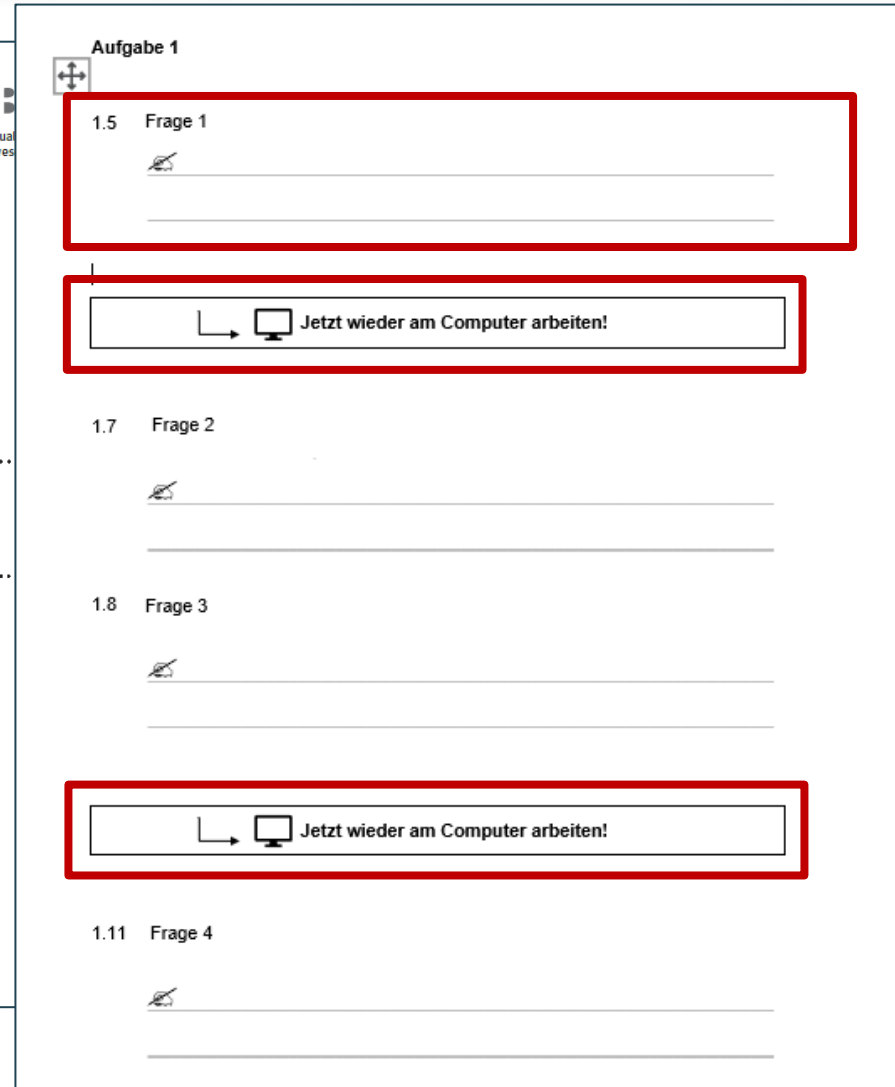 Aufgabe 1
1.5 Frage 1
Jetzt wieder am Computer arbeiten!
1.7 Frage 2
1.8 Frage 3
Jetzt wieder am Computer arbeiten!
1.11 Frage 4